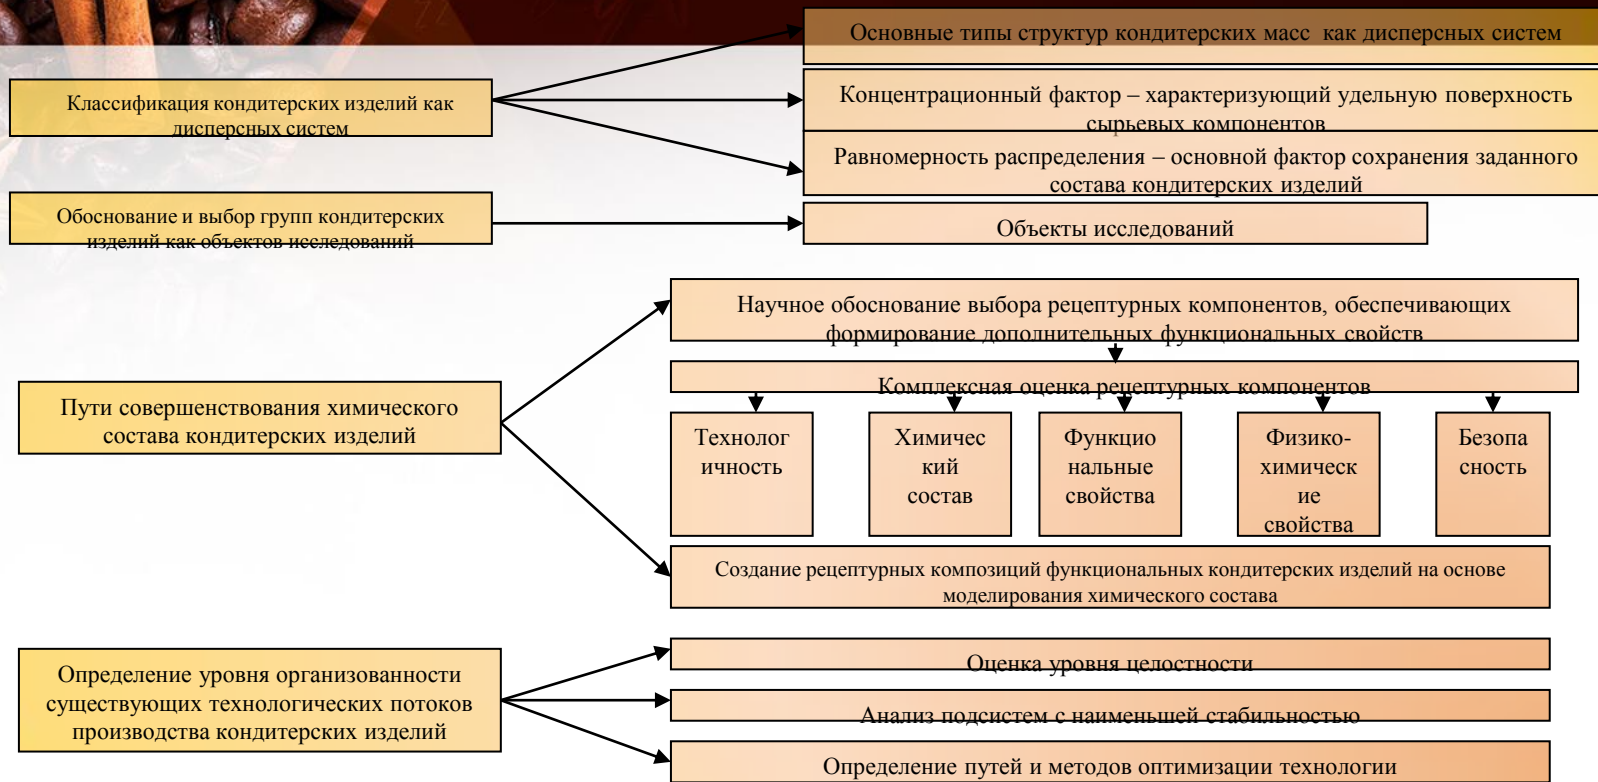 Основные типы структур кондитерских масс как дисперсных систем
Классификация кондитерских изделий как
дисперсных систем
Концентрационный фактор – характеризующий удельную поверхность
сырьевых компонентов
Равномерность распределения – основной фактор сохранения заданного
состава кондитерских изделий
Обоснование и выбор групп кондитерских
изделий как объектов исследований
Объекты исследований
Научное обоснование выбора рецептурных компонентов, обеспечивающих
формирование дополнительных функциональных свойств
Комплексная оценка рецептурных компонентов
Пути совершенствования химического
состава кондитерских изделий
Технолог
ичность
Химичес
кий
состав
Функцио
нальные
свойства
Физико-
химическ
ие
свойства
Безопа
сность
Создание рецептурных композиций функциональных кондитерских изделий на основе
моделирования химического состава
Определение уровня организованности
существующих технологических потоков
производства кондитерских изделий
Оценка уровня целостности
Анализ подсистем с наименьшей стабильностью
Определение путей и методов оптимизации технологии